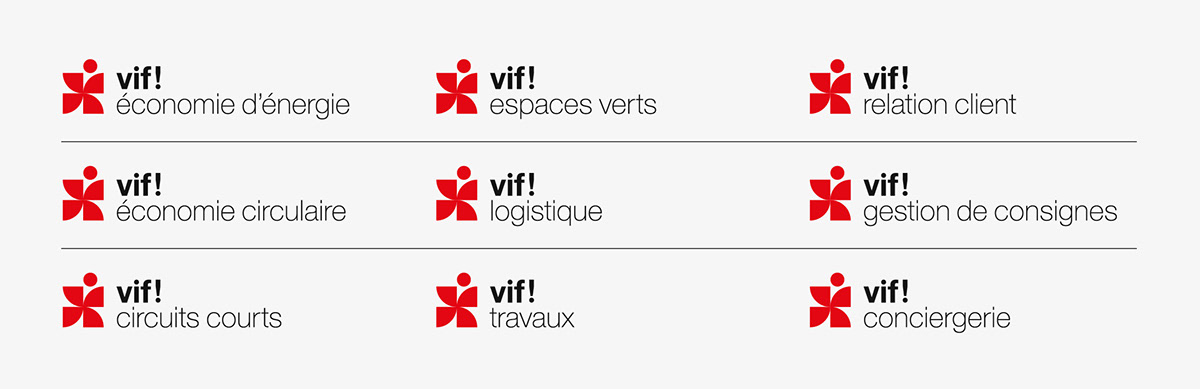 vif!
économie d'énergie
vif!
espaces verts
vif!
relation client
vif!
économie circulaire
vif!
logistique
vif!
gestion de consignes
vif!
circuits courts
vif!
travaux
vif!
conciergerie